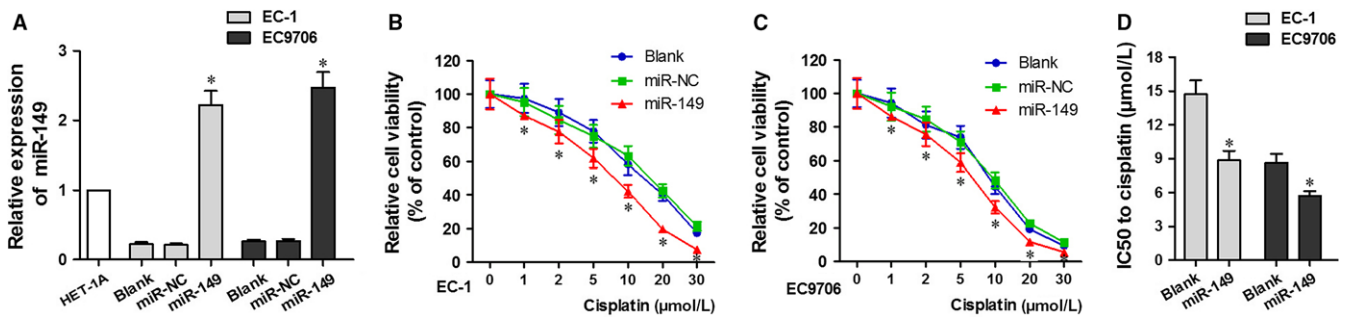 A
EC-1
EC9706
Relative expression
of miR-149
3
2
1
0
*
*
HET-1A
Blank
miR-NC
miR-149
Blank
miR-NC
miR-149
B
Relative cell viability
(% of control)
120
100
80
60
40
20
0
Blank
miR-NC
miR-149
*
*
*
*
*
*
0 1 2 5 10 20 30
EC-1
Cisplatin (μmol/L)
C
Relative cell viability
(% of control)
120
100
80
60
40
20
0
Blank
miR-NC
miR-149
*
*
*
*
*
*
0 1 2 5 10 20 30
EC9706
Cisplatin (μmol/L)
D
EC-1
EC9706
IC50 to cisplatin (μmol/L)
18
15
12
9
6
3
0
*
*
Blank
miR-149
Blank
miR-149